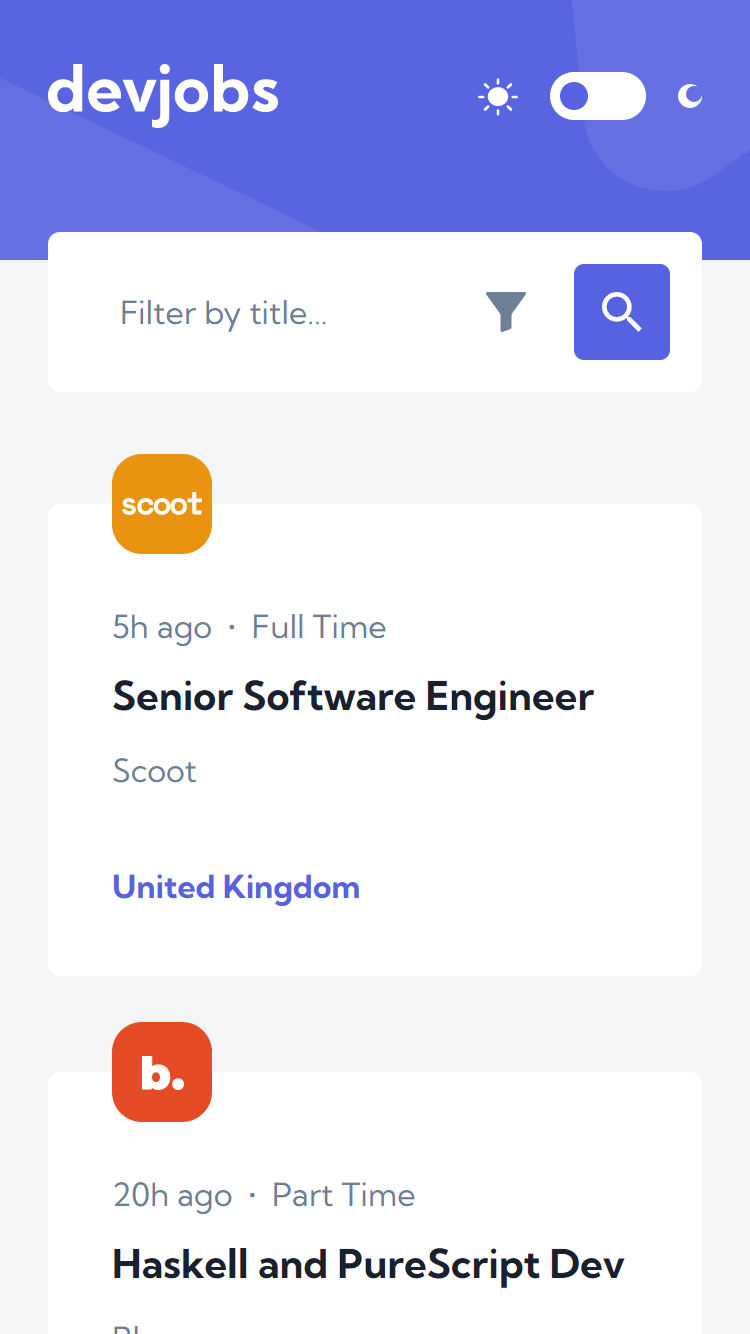 devjobs
Filter by title...
scoot
5h ago • Full Time
Senior Software Engineer
Scoot
United Kingdom
b.
20h ago • Part Time
Haskell and PureScript Dev